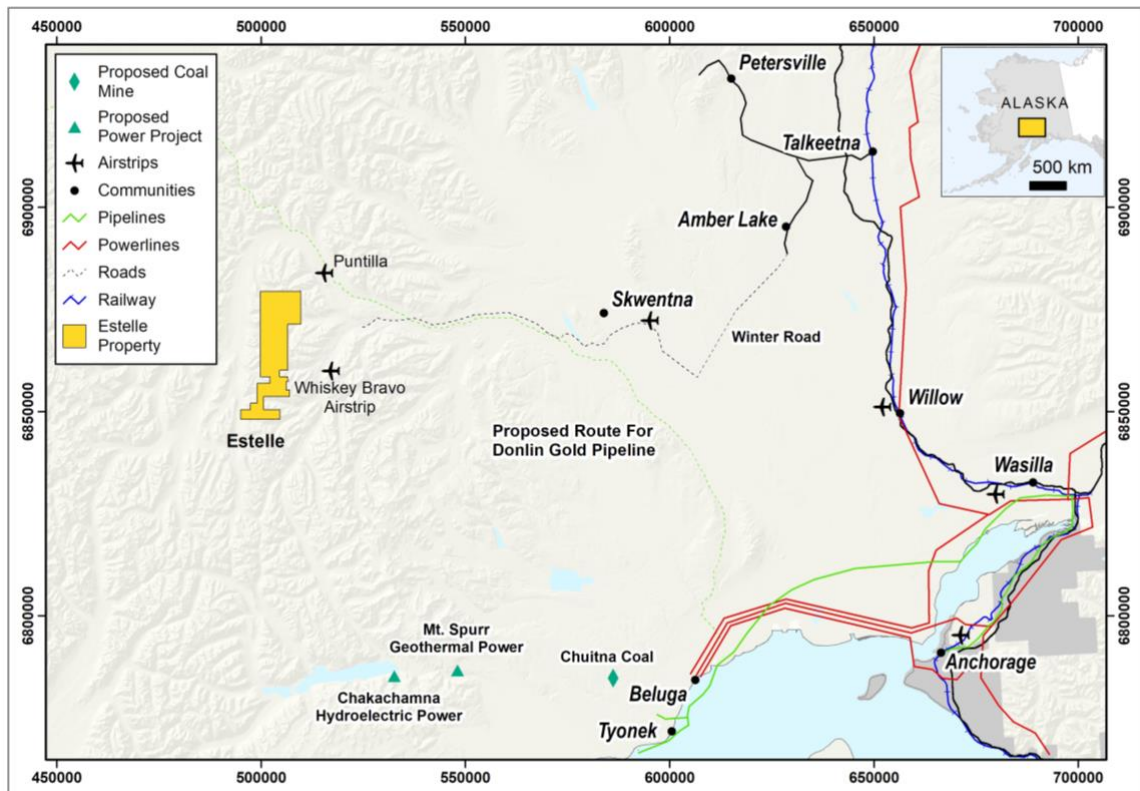 450000 500000 550000 600000 650000 700000
Proposed Coal
Mine
Proposed
Power Project
Airstrips
Communities
Pipelines
Powerlines
Roads
Railway
Estelle
Property
ALASKA
500 km
Petersville
Talkeetna
6900000
6900000
Amber Lake
Puntilla
Skwentna
Winter Road
Whiskey Bravo
Airstrip
6850000
6850000
Willow
Estelle
Proposed Route For
Donlin Gold Pipeline
Wasilla
6800000
6800000
Mt. Spurr
Geothermal Power
Chuitna Coal
Anchorage
Beluga
Chakachamna
Hydroelectric Power
Tyonek
450000 500000 550000 600000 650000 700000